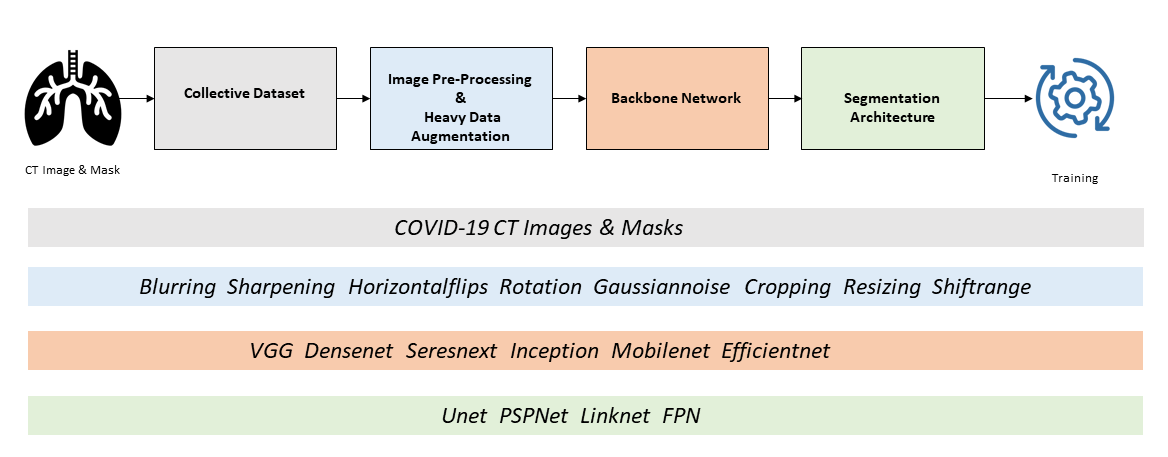 Collective Dataset
Image Pre-Processing
&
Heavy Data
Augmentation
Backbone Network
Segmentation
Architecture
CT Image & Mask
Training
COVID-19 CT Images & Masks
Blurring Sharpening Horizontalflips Rotation Gaussiannoise Cropping Resizing Shiftrange
VGG Densenet Seresnext Inception Mobilenet Efficientnet
Unet PSPNet Linknet FPN